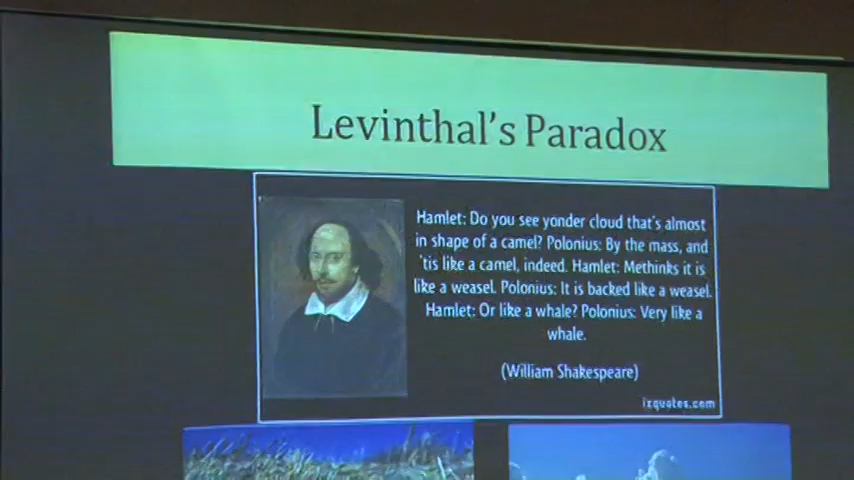 Levinthal's Paradox
Hamlet: Do you see yonder cloud that's almost
in shape of a camel? Polonius: By the mass, and
'tis like a camel, indeed. Hamlet: Methinks it is
like a weasel. Polonius: It is backed like a weasel.
Hamlet: Or like a whale? Polonius: Very like a
whale.
(William Shakespeare)
izquotes.com